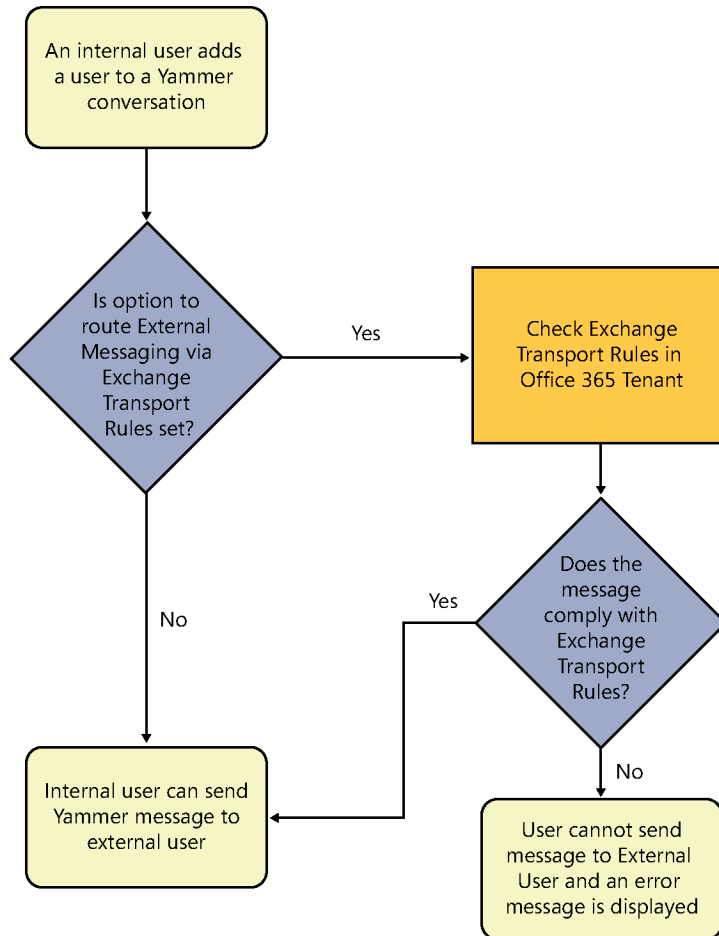 An internal user adds
a user to a Yammer
conversation
Is option to
route External
Messaging via
Exchange
Transport
Rules set?
Yes
Check Exchange
Transport Rules in
Office 365 Tenant
No
Yes
Does the
message
comply with
Exchange
Transport
Rules?
Internal user can send
Yammer message to
external user
No
User cannot send
message to External
User and an error
message is displayed